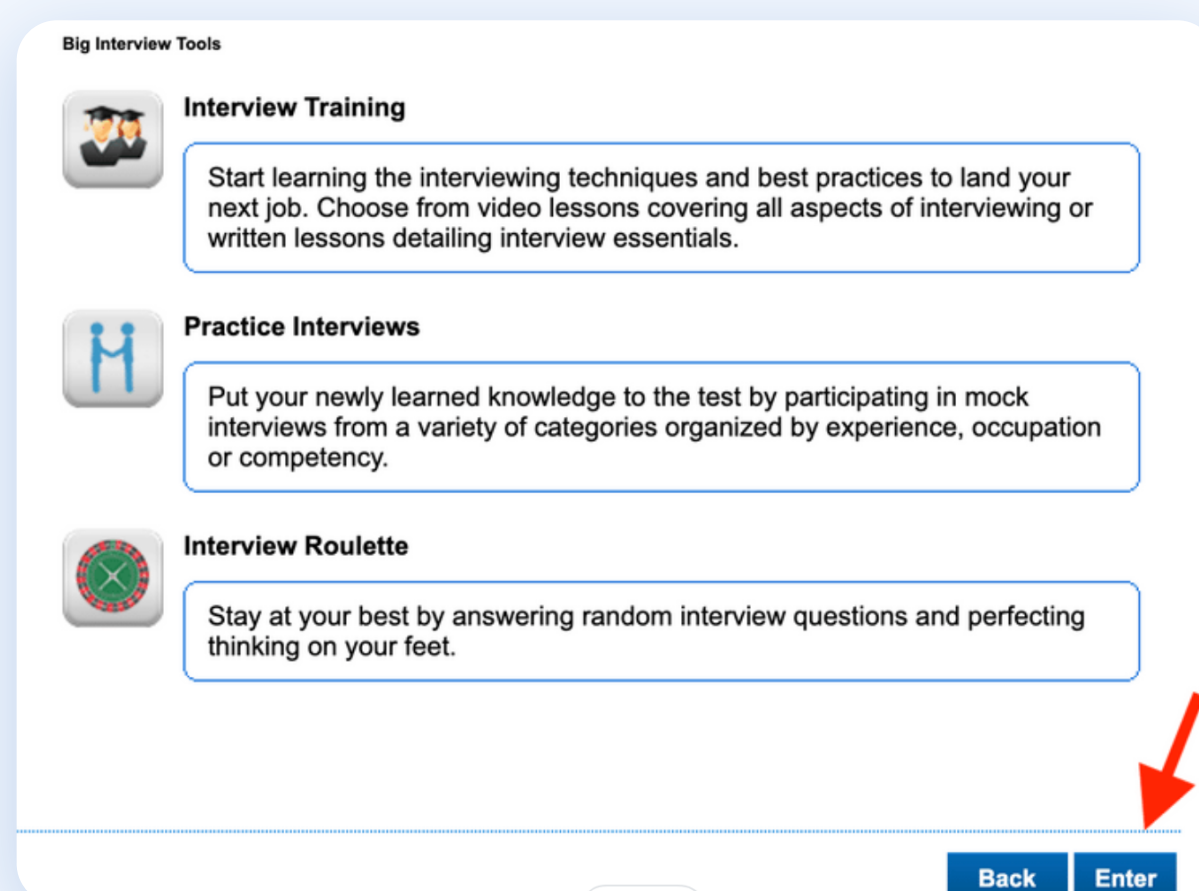 Big Interview Tools
Interview Training
Start learning the interviewing techniques and best practices to land your
next job. Choose from video lessons covering all aspects of interviewing or
written lessons detailing interview essentials.
Practice Interviews
Put your newly learned knowledge to the test by participating in mock
interviews from a variety of categories organized by experience, occupation
or competency.
Interview Roulette
Stay at your best by answering random interview questions and perfecting
thinking on your feet.
Back Enter